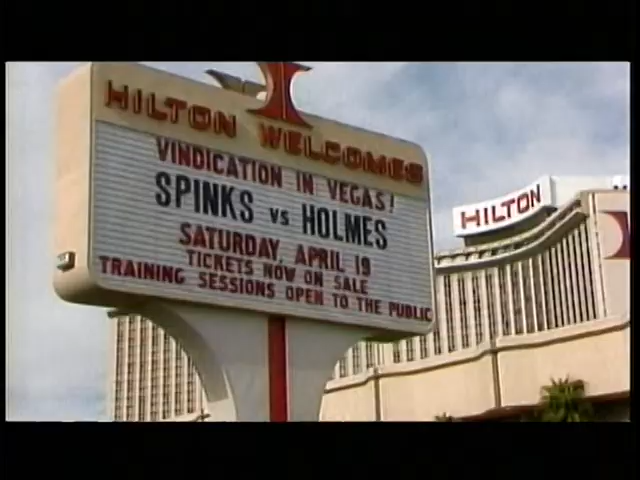 HILTON WELCOMES
VINDICATION IN VEGAS!
SPINKS VS HOLMES
SATURDAY, APRIL 19
TICKETS NOW ON SALE
TRAINING SESSIONS OPEN TO THE PUBLIC
HILTON